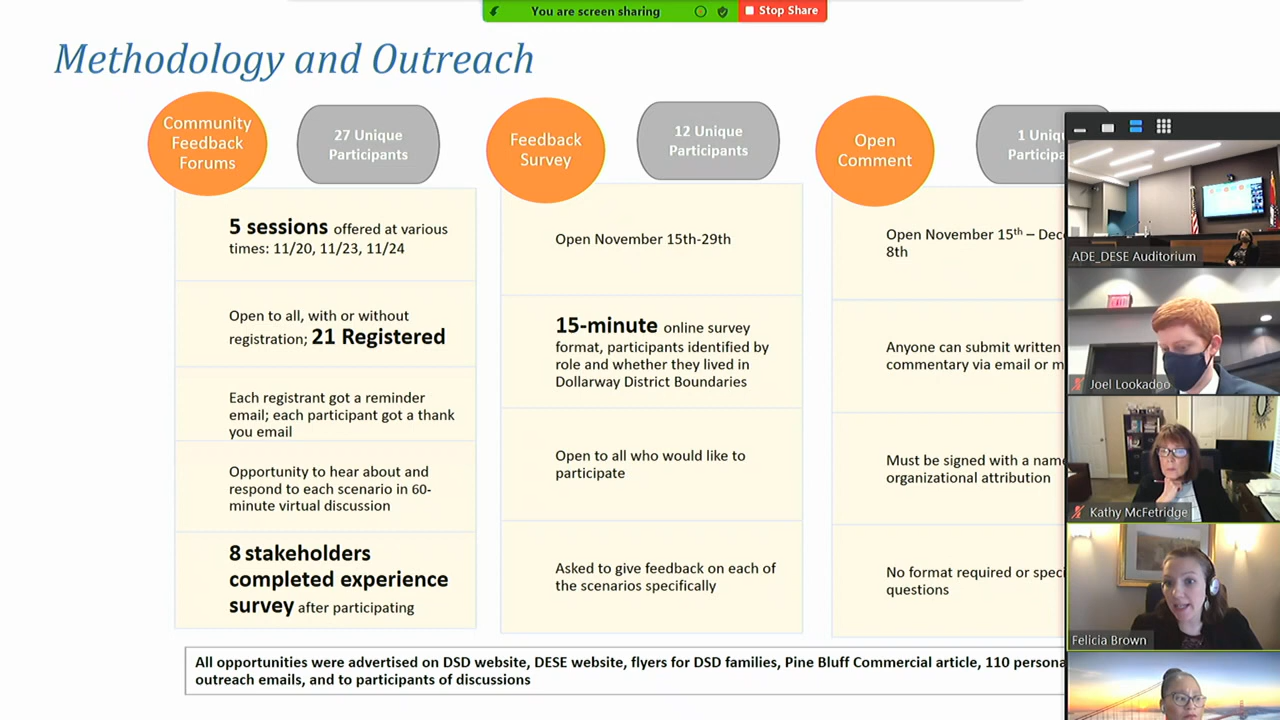 You are screen sharing
Stop Share
Methodology and Outreach
Community
Feedback
Forums
27 Unique
Participants
5 sessions offered at various
times: 11/20, 11/23, 11/24
Open to all, with or without
registration; 21 Registered
Each registrant got a reminder
email; each participant got a thank
you email
Opportunity to hear about and
respond to each scenario in 60-
minute virtual discussion
8 stakeholders
completed experience
survey after participating
Feedback
Survey
12 Unique
Participants
Open November 15th-29th
15-minute online survey
format, participants identified by
role and whether they lived in
Dollarway District Boundaries
Open to all who would like to
participate
Asked to give feedback on each of
the scenarios specifically
Open
Comment
1
Open November 15th –
8th
Anyone can submit written
commentary via email or
Must be signed with a
organizational attribution
No format required or
questions
All opportunities were advertised on DSD website, DESE website, flyers for DSD families, Pine Bluff Commercial article, 110
outreach emails, and to participants of discussions
ADE_DESE Auditorium
Joel Lookadoo
Kathy McFetridge
Felicia Brown